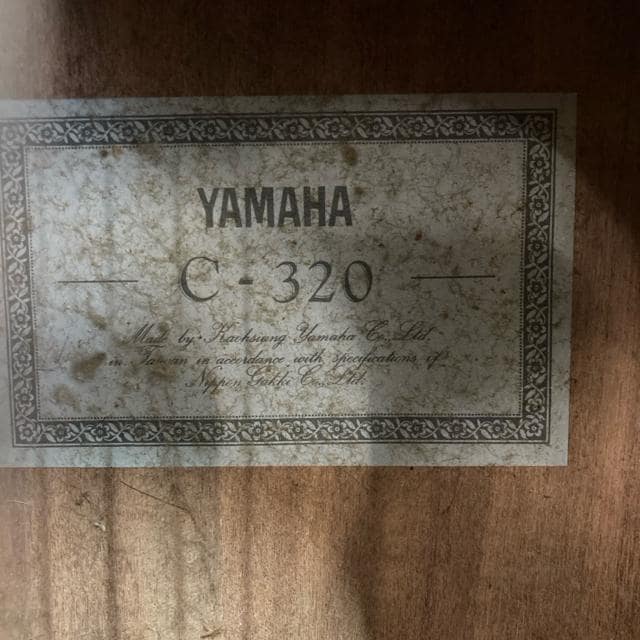 YAMAHA
C-320
Made by: Kaohsiung Yamaha Co., Ltd.
in Taiwan in accordance with specifications of
Nippon Gakki Co., Ltd.